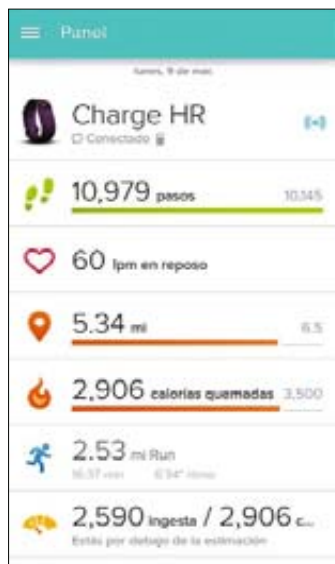 Panel
lunes, 9 de mar.
Charge HR
Conectado
10,979 pasos 10,145
60 lpm en reposo
5.34 mi 6.5
2,906 calorías quemadas 3,500
2.53 mi Run
2,590 ingesta / 2,906 c...
Estás por debajo de la estimación